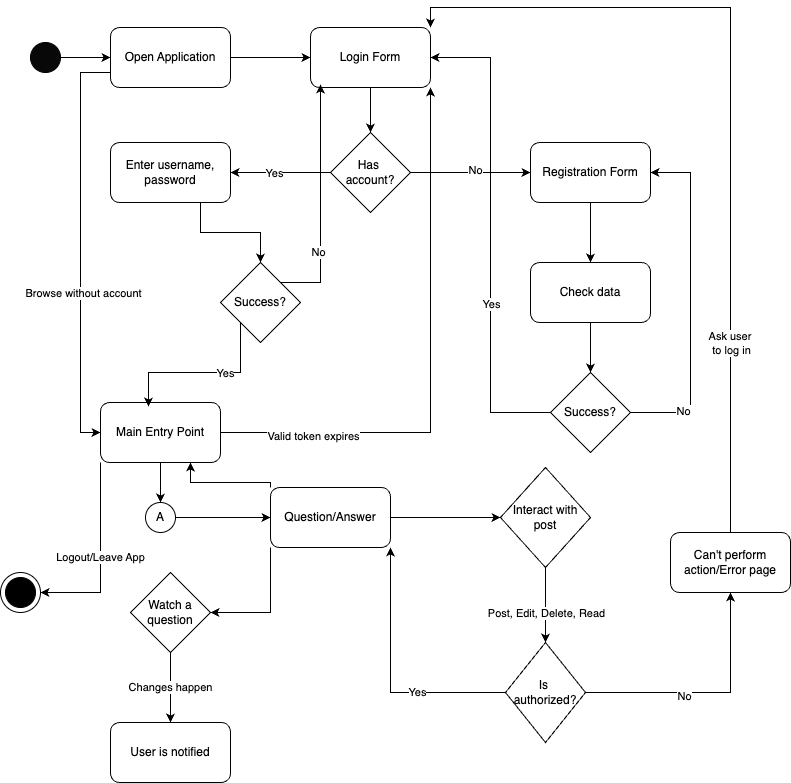 Open Application
Login Form
Enter username,
password
Yes
Has
account?
No
Registration Form
No
Browse without account
Success?
Check data
Yes
Ask user
to log in
Yes
Success?
No
Main Entry Point
Valid token expires
A
Question/Answer
Interact with
post
Logout/Leave App
Can't perform
action/Error page
Watch a
question
Post, Edit, Delete, Read
Changes happen
Yes
Is
authorized?
No
User is notified